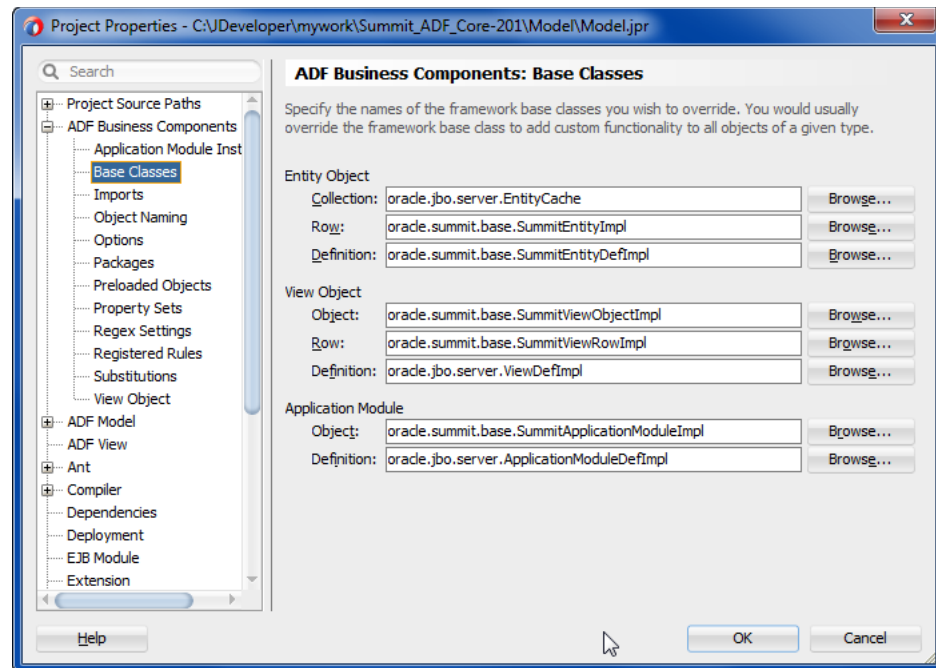 Project Properties - C:\JDeveloper\mywork\Summit_ADF_Core-201\Model\Model.jpr
Search
Project Source Paths
ADF Business Components
Application Module Inst
Base Classes
Imports
Object Naming
Options
Packages
Preloaded Objects
Property Sets
Regex Settings
Registered Rules
Substitutions
View Object
ADF Model
ADF View
Ant
Compiler
Dependencies
Deployment
EJB Module
Extension
ADF Business Components: Base Classes
Specify the names of the framework base classes you wish to override. You would usually
override the framework base class to add custom functionality to all objects of a given type.
Entity Object
Collection: oracle.jbo.server.EntityCache Browse...
Row: oracle.summit.base.SummitEntityImpl Browse...
Definition: oracle.summit.base.SummitEntityDefImpl Browse...
View Object
Object: oracle.summit.base.SummitViewObjectImpl Browse...
Row: oracle.summit.base.SummitViewRowImpl Browse...
Definition: oracle.jbo.server.ViewDefImpl Browse...
Application Module
Object: oracle.summit.base.SummitApplicationModuleImpl Browse...
Definition: oracle.jbo.server.ApplicationModuleDefImpl Browse...
Help OK Cancel